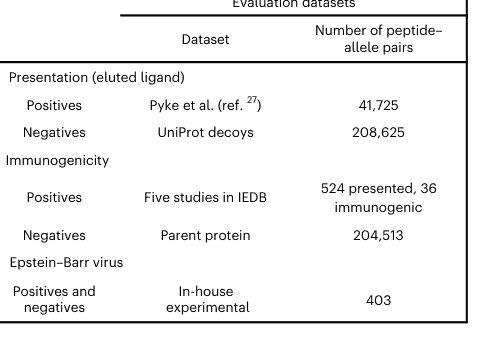 Evaluation datasets
Dataset
Number of peptide–
allele pairs
Presentation (eluted ligand)
Positives Pyke et al. (ref. 27) 41,725
Negatives UniProt decoys 208,625
Immunogenicity
Positives Five studies in IEDB 524 presented, 36
immunogenic
Negatives Parent protein 204,513
Epstein–Barr virus
Positives and
negatives
In-house
experimental
403